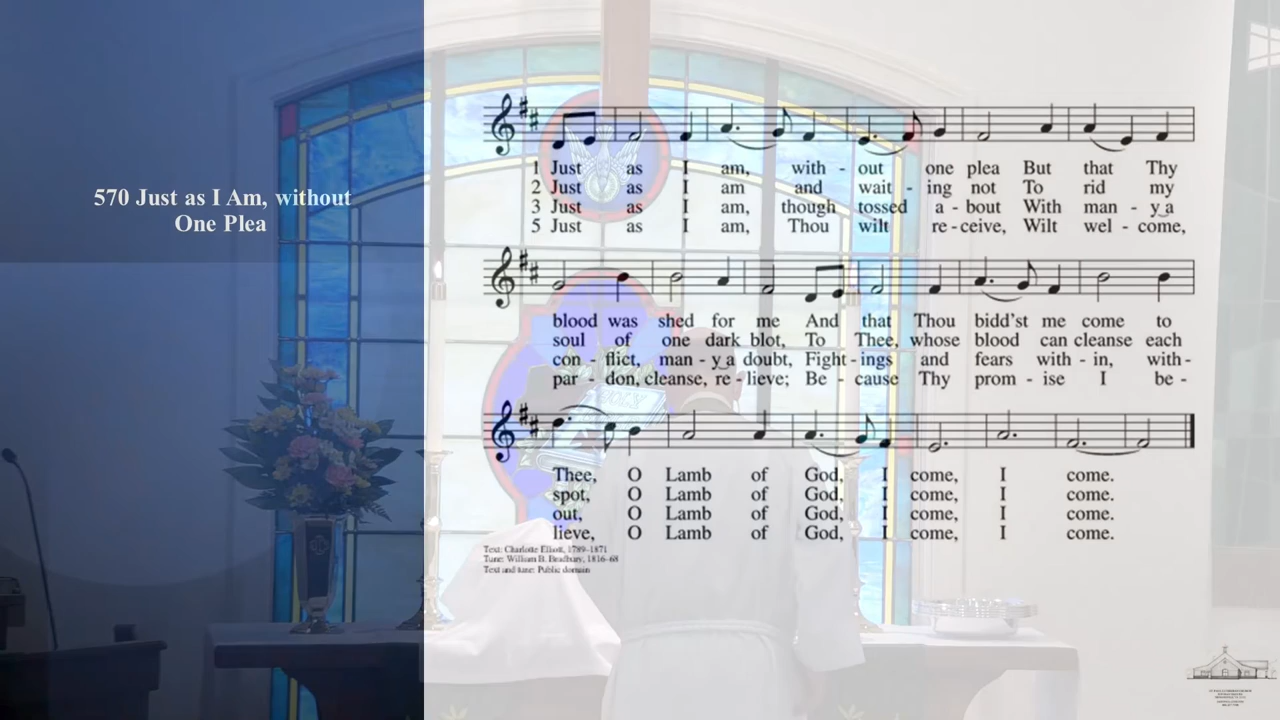 570 Just as I Am, without
One Plea
1 Just as I am, with - out one plea But that Thy
2 Just as I am and wait - ing not To rid my
3 Just as I am, though tossed a - bout With man - y a
5 Just as I am, Thou wilt re - ceive, Wilt wel - come,
blood was shed for me And that Thou bidd'st me come to
soul of one dark blot, To Thee, whose blood can cleanse each
con - flict, man - y a doubt, Fight - ings and fears with - in, with -
par - don, cleanse, re - lieve; Be - cause Thy prom - ise I be -
Thee, O Lamb of God, I come, I come.
spot, O Lamb of God, I come, I come.
out, O Lamb of God, I come, I come.
lieve, O Lamb of God, I come, I come.
Text: Charlotte Elliott, 1789–1871
Tune: William B. Bradbury, 1816–68
Text and tune: Public domain
HOLY